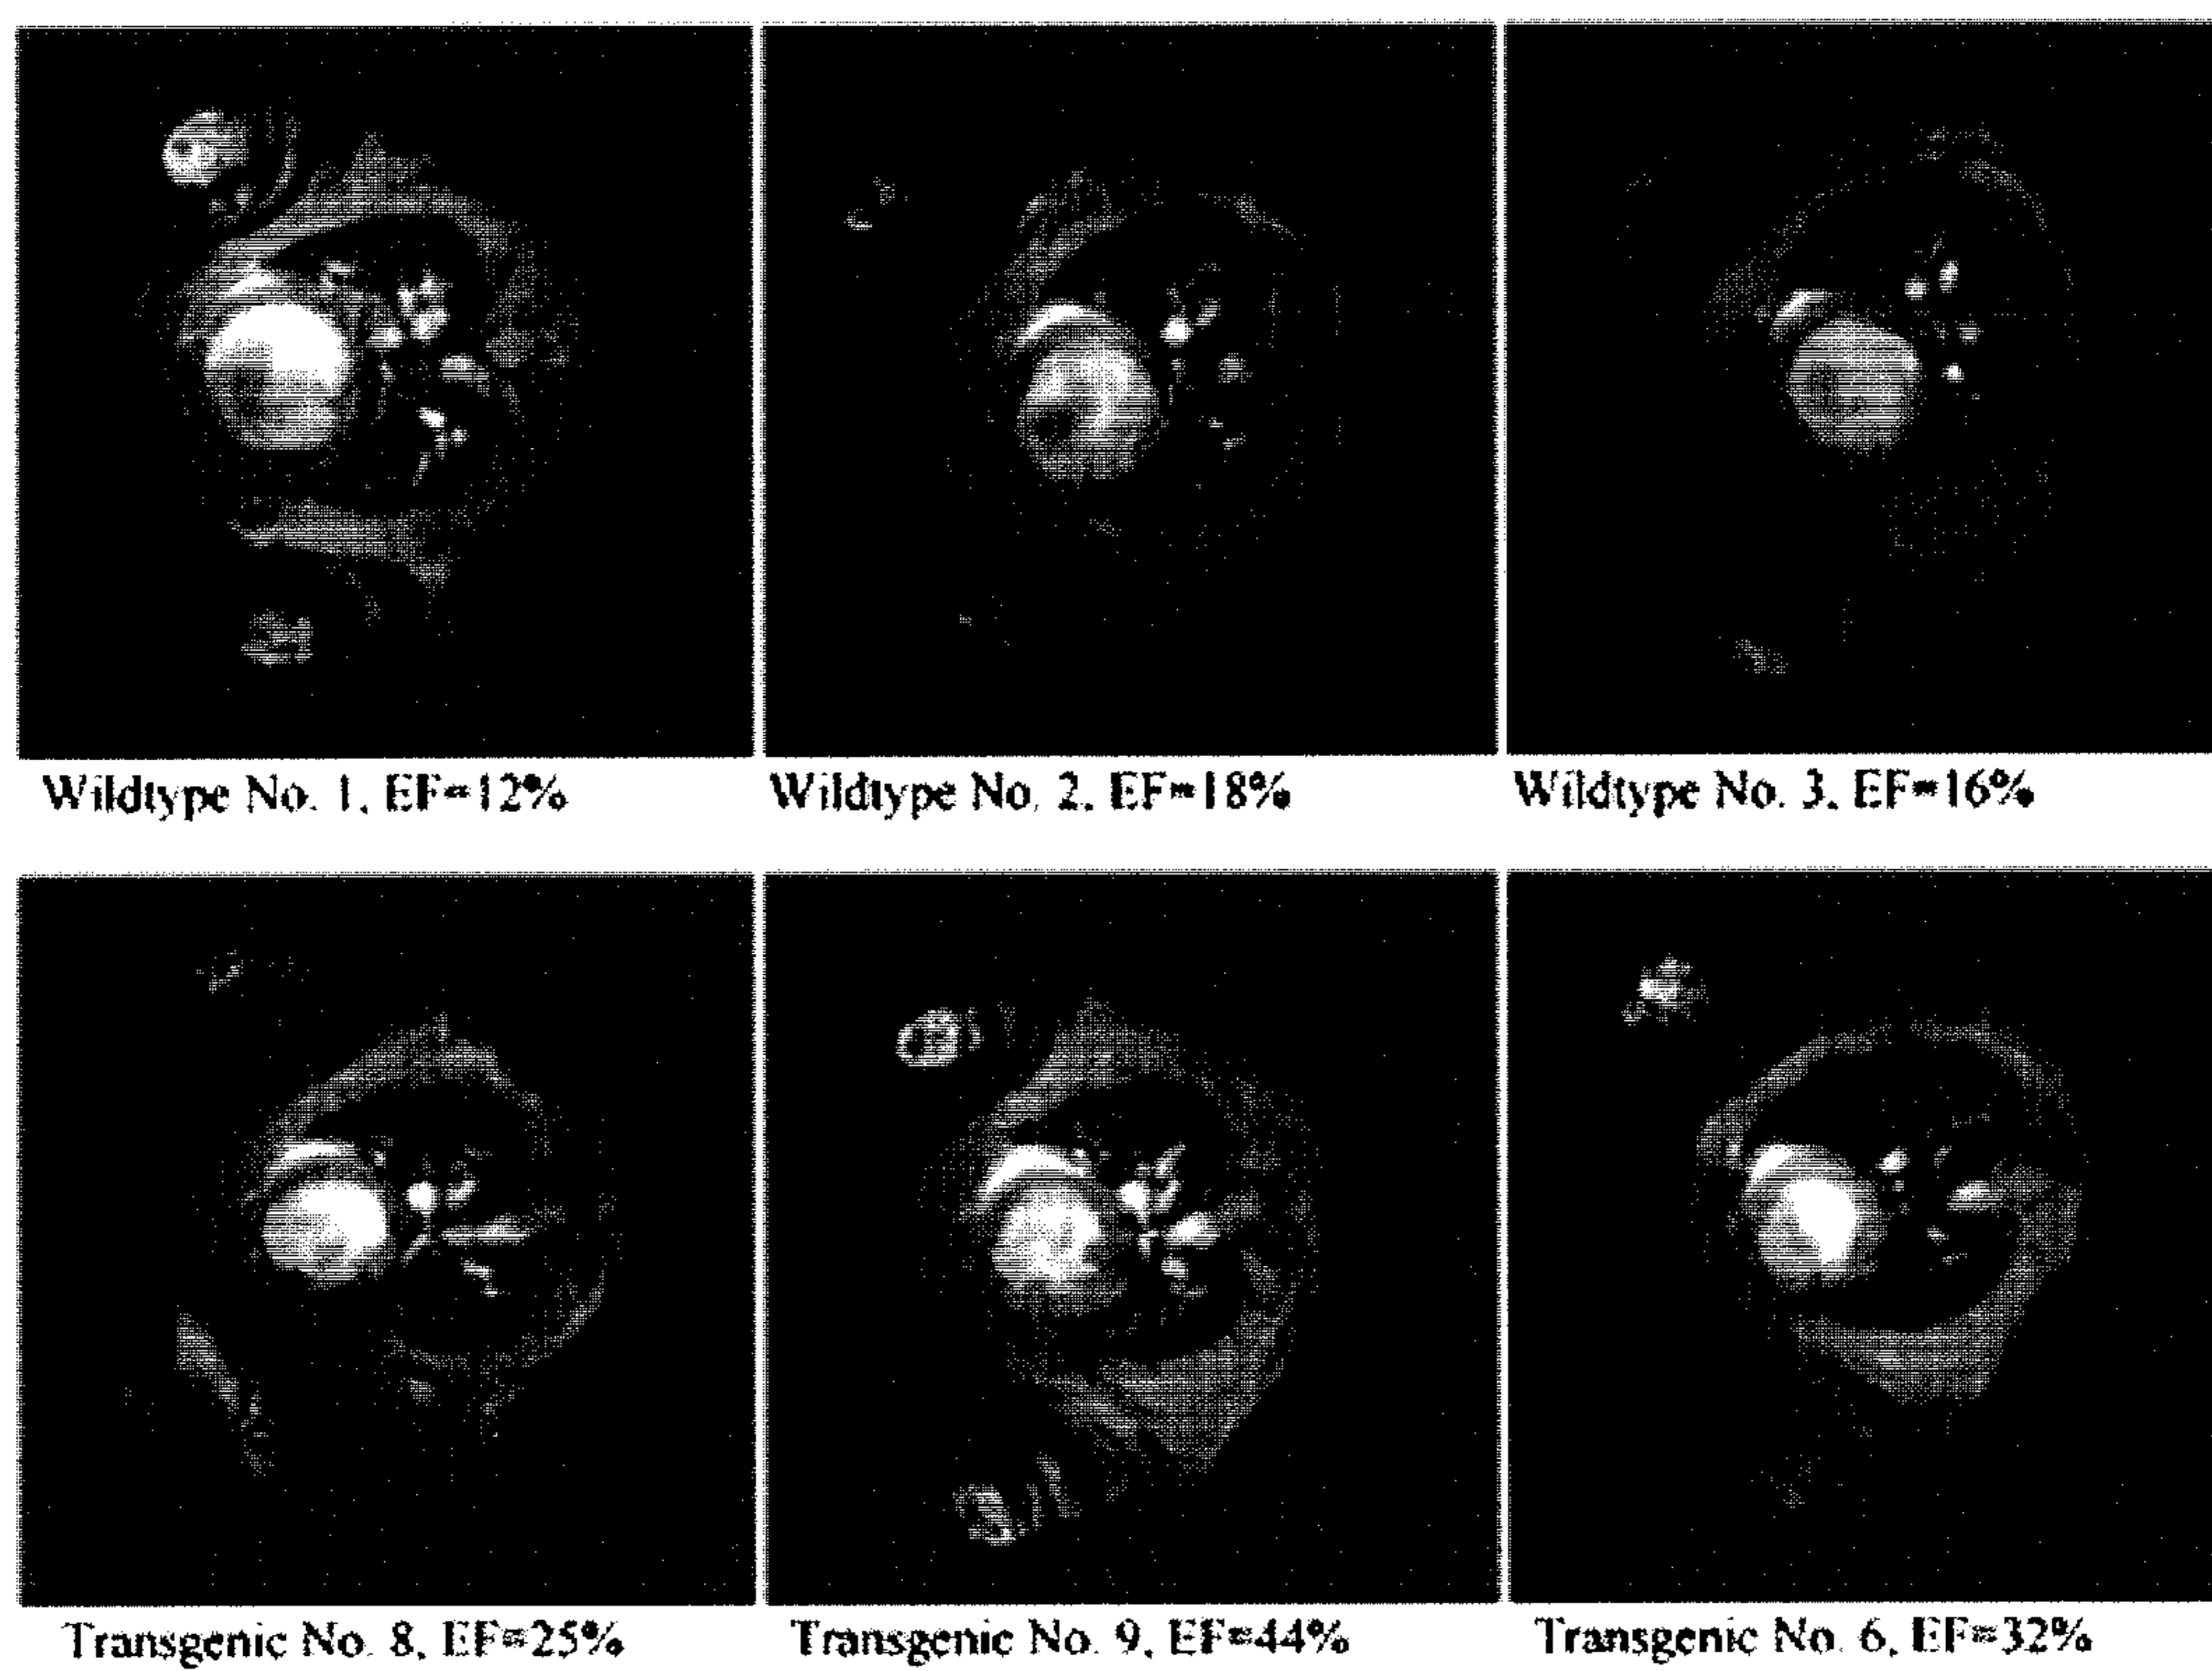 Wildtype No. 1, EF=12%
Wildtype No. 2, EF=18%
Wildtype No. 3, EF=16%
Transgenic No. 8, EF=25%
Transgenic No. 9, EF=44%
Transgenic No. 6, EF=32%